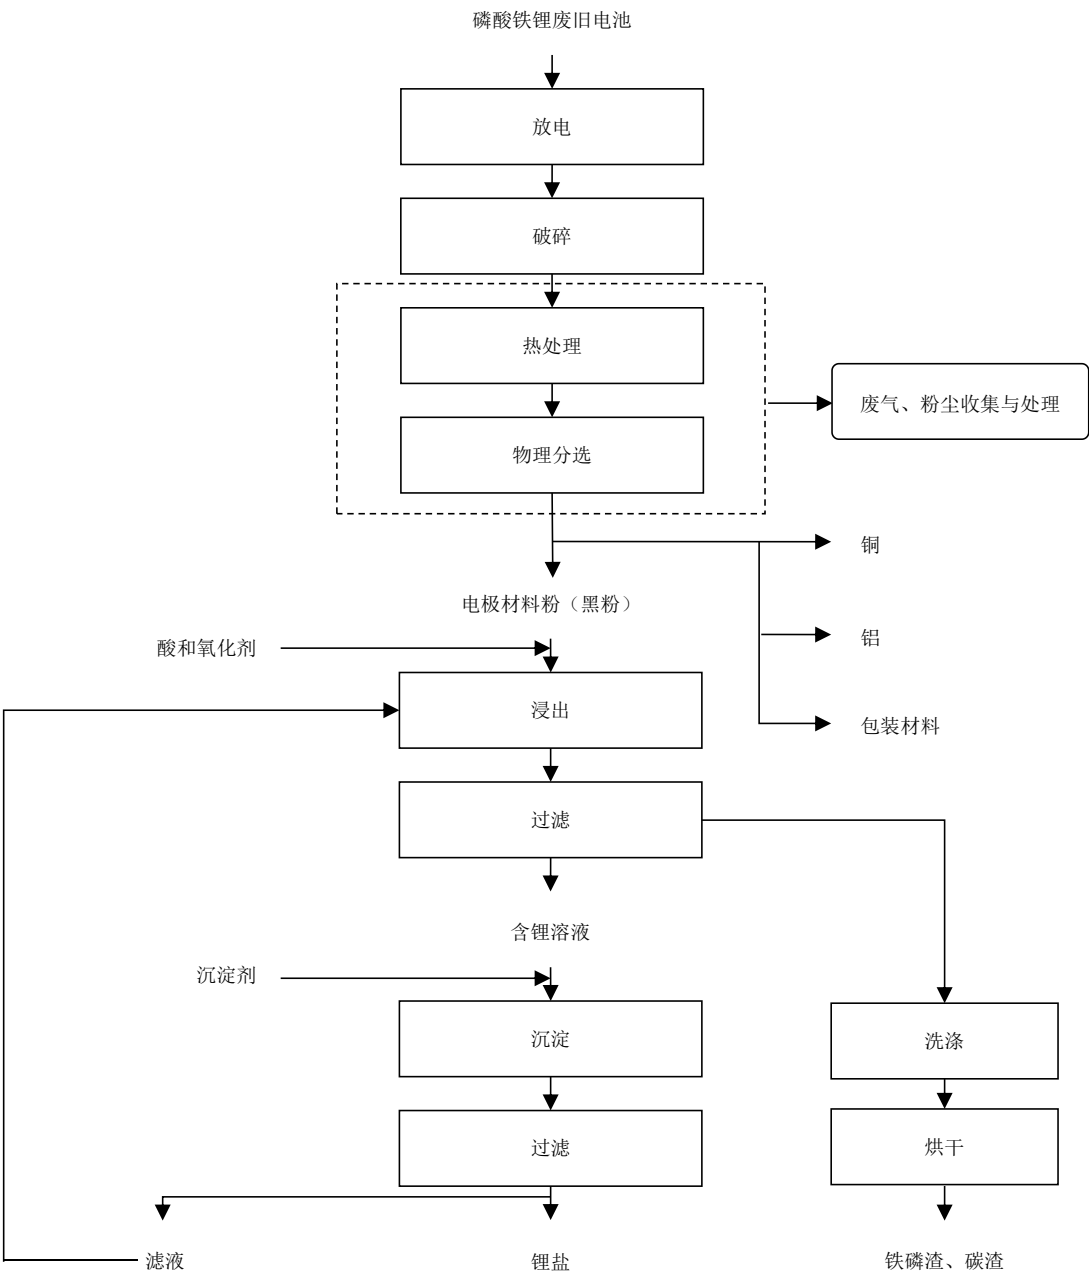 磷酸铁锂废旧电池
放电
破碎
热处理
废气、粉尘收集与处理
物理分选
铜
电极材料粉（黑粉）
铝
酸和氧化剂
浸出
包装材料
过滤
含锂溶液
沉淀剂
沉淀
洗涤
过滤
烘干
滤液
锂盐
铁磷渣、碳渣